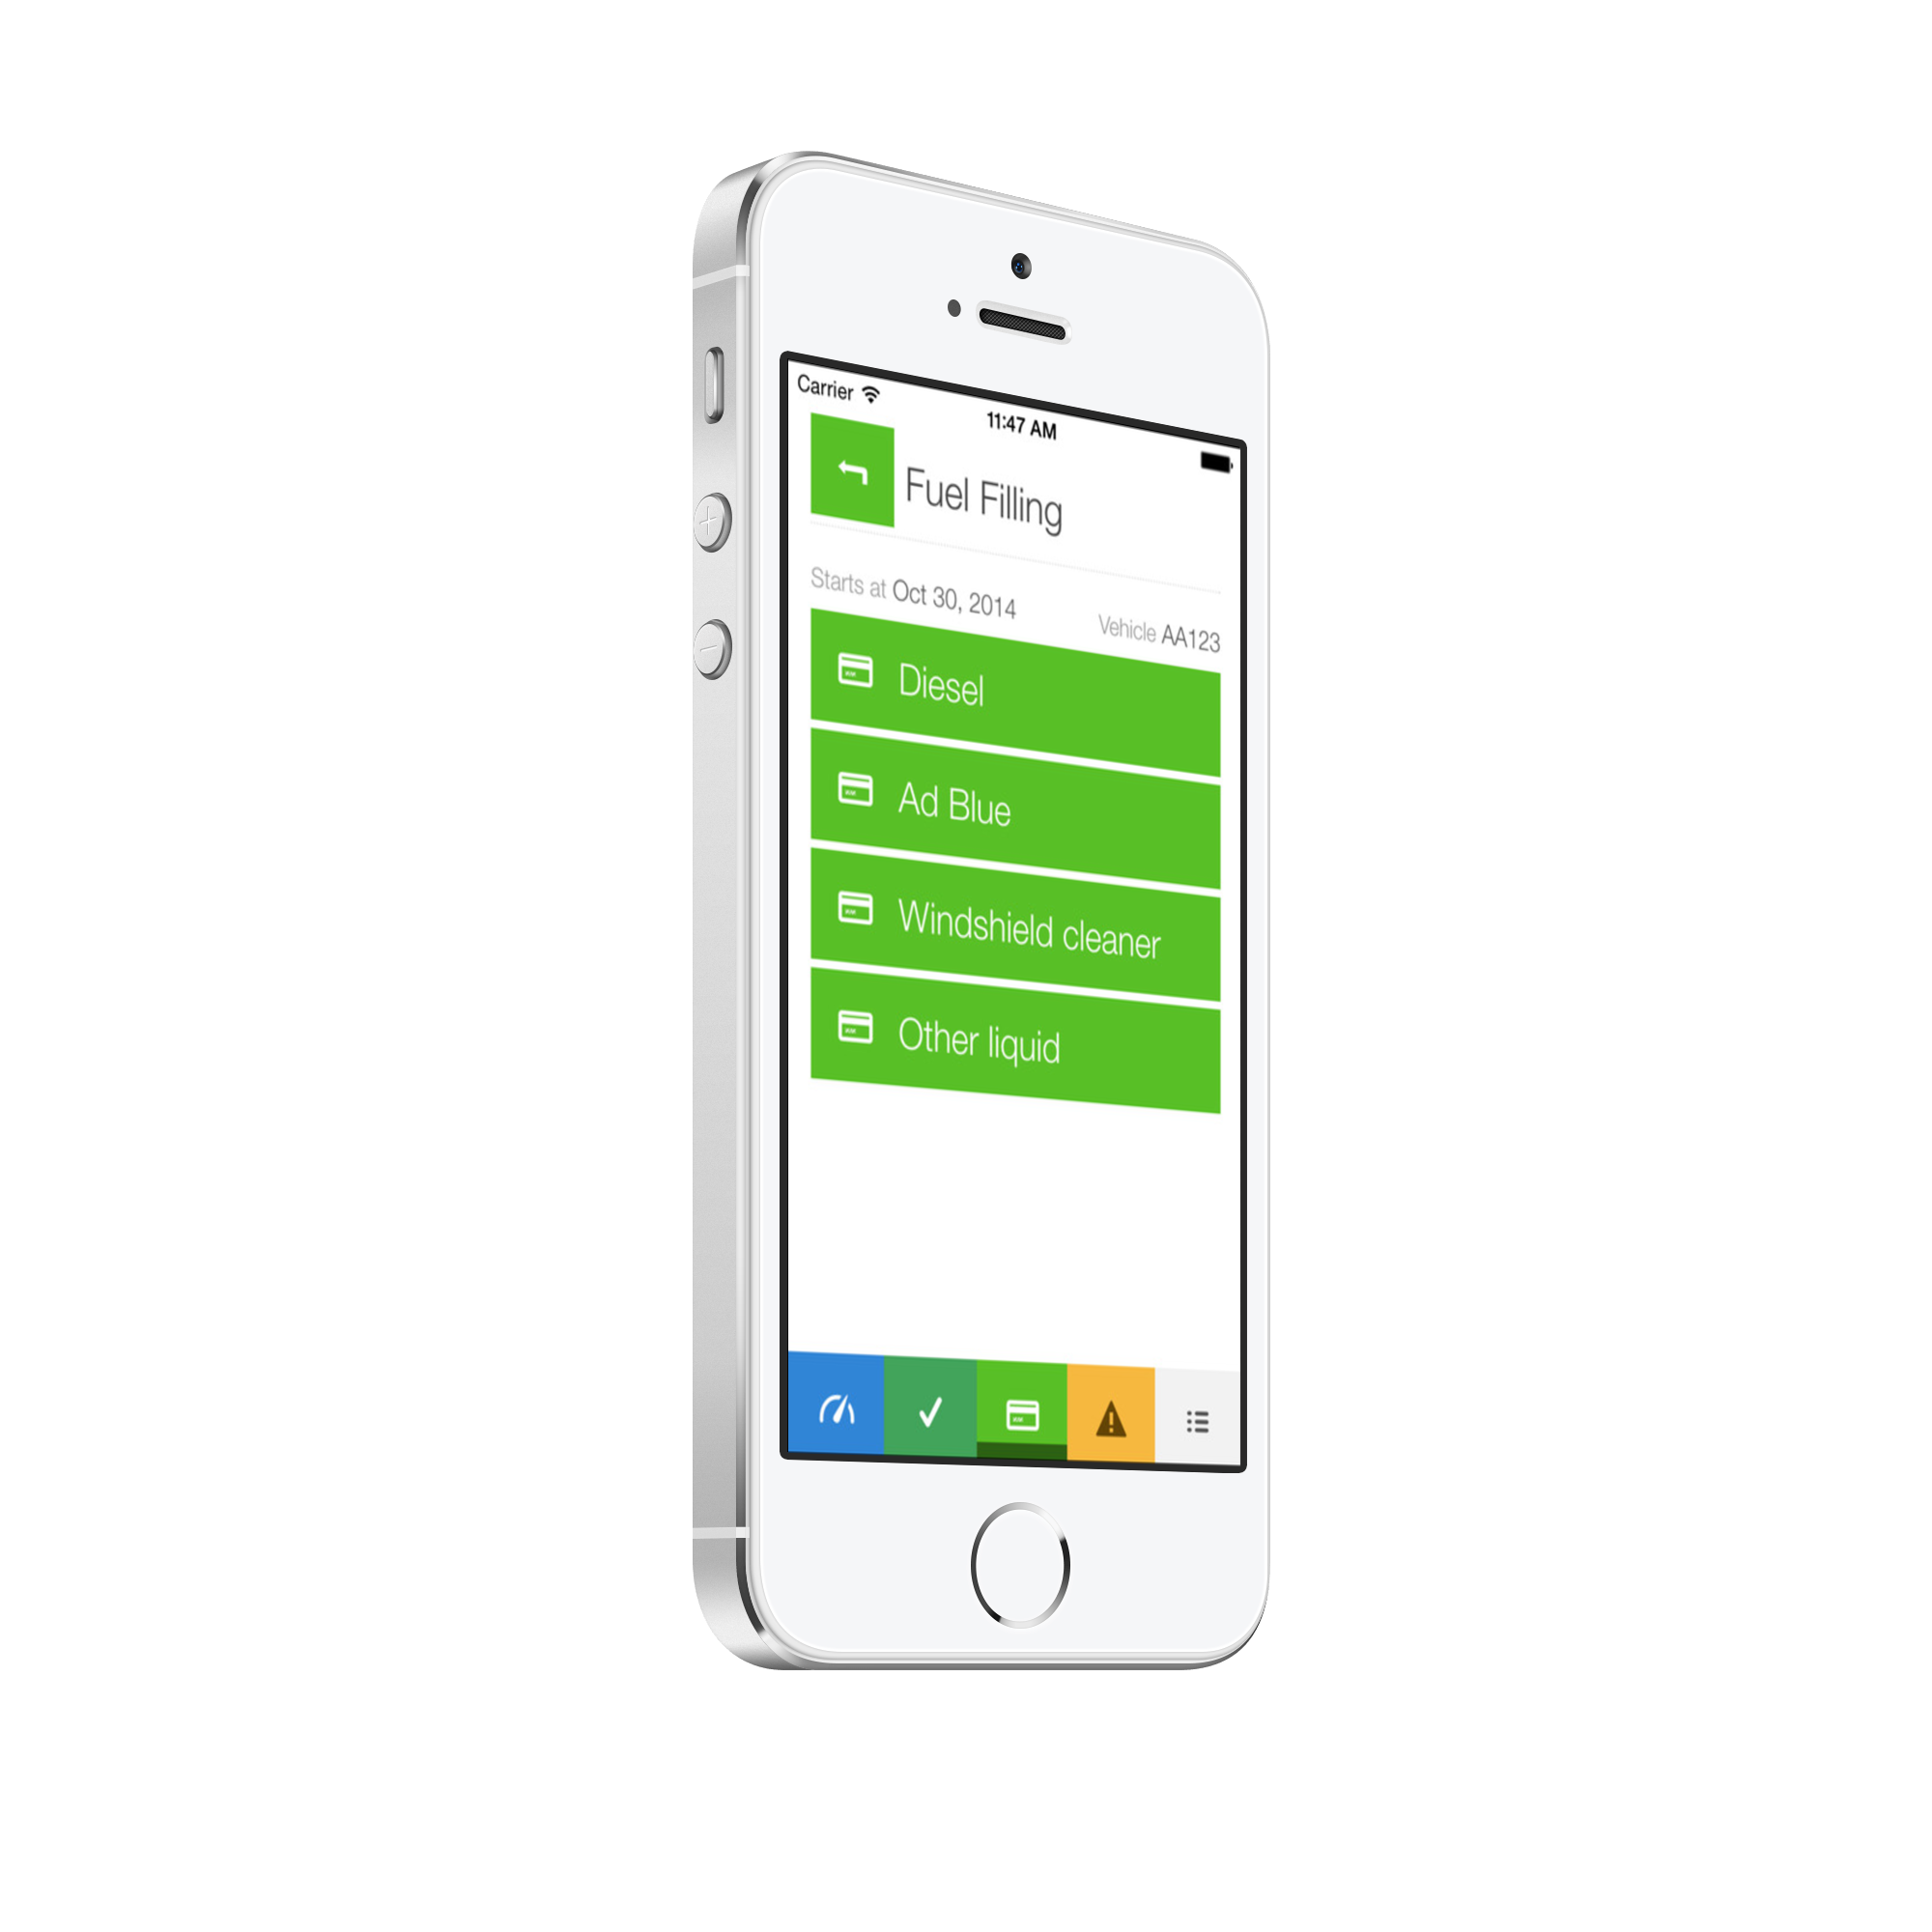 Carrier
11:47 AM
Fuel Filling
Starts at Oct 30, 2014
Vehicle AA123
Diesel
Ad Blue
Windshield cleaner
Other liquid